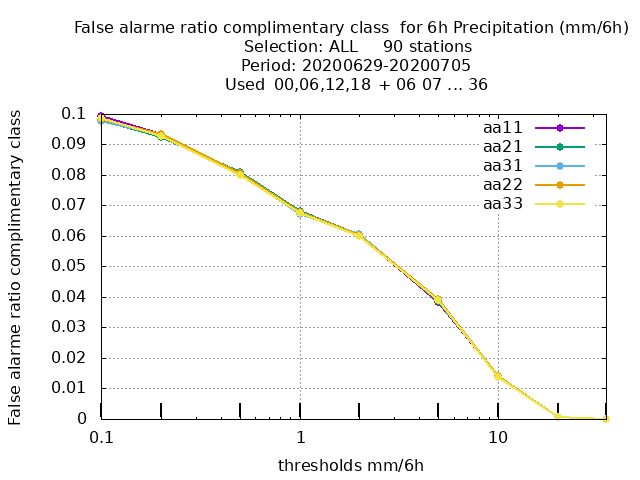 False alarme ratio complimentary class  for 6h Precipitation (mm/6h)
Selection: ALL     90 stations
Period: 20200629-20200705
Used  00,06,12,18 + 06 07 ... 36
False alarme ratio complimentary class
0.1
0.09
0.08
0.07
0.06
0.05
0.04
0.03
0.02
0.01
0
aa11
aa21
aa31
aa22
aa33
0.1 1 10
thresholds mm/6h